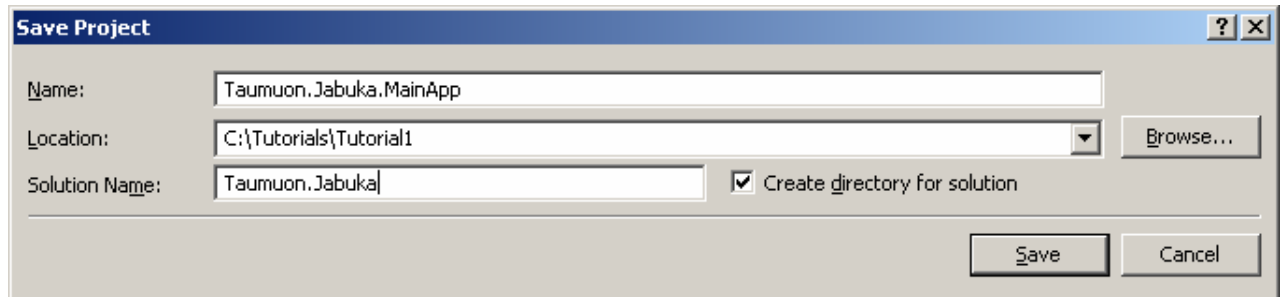 Save Project
Name: Taumuon.Jabuka.MainApp
Location: C:\Tutorials\Tutorial1 Browse...
Solution Name: Taumuon.Jabuka Create directory for solution
Save Cancel